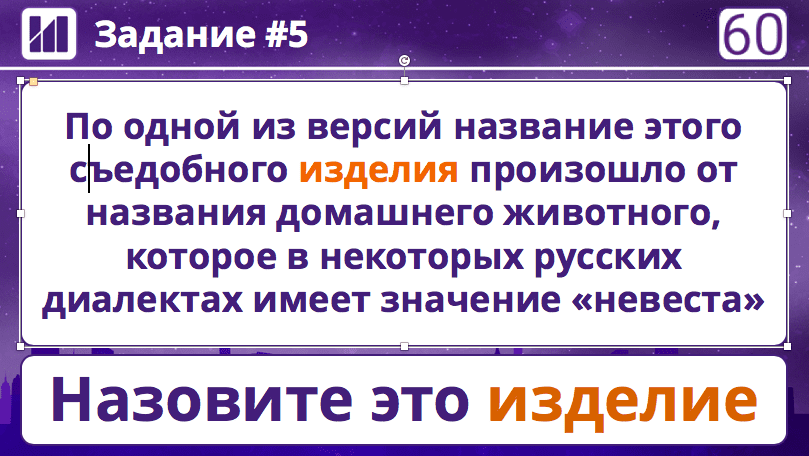 Задание #5
60
По одной из версий название этого
съедобного изделия произошло от
названия домашнего животного,
которое в некоторых русских
диалектах имеет значение «невеста»
Назовите это изделие